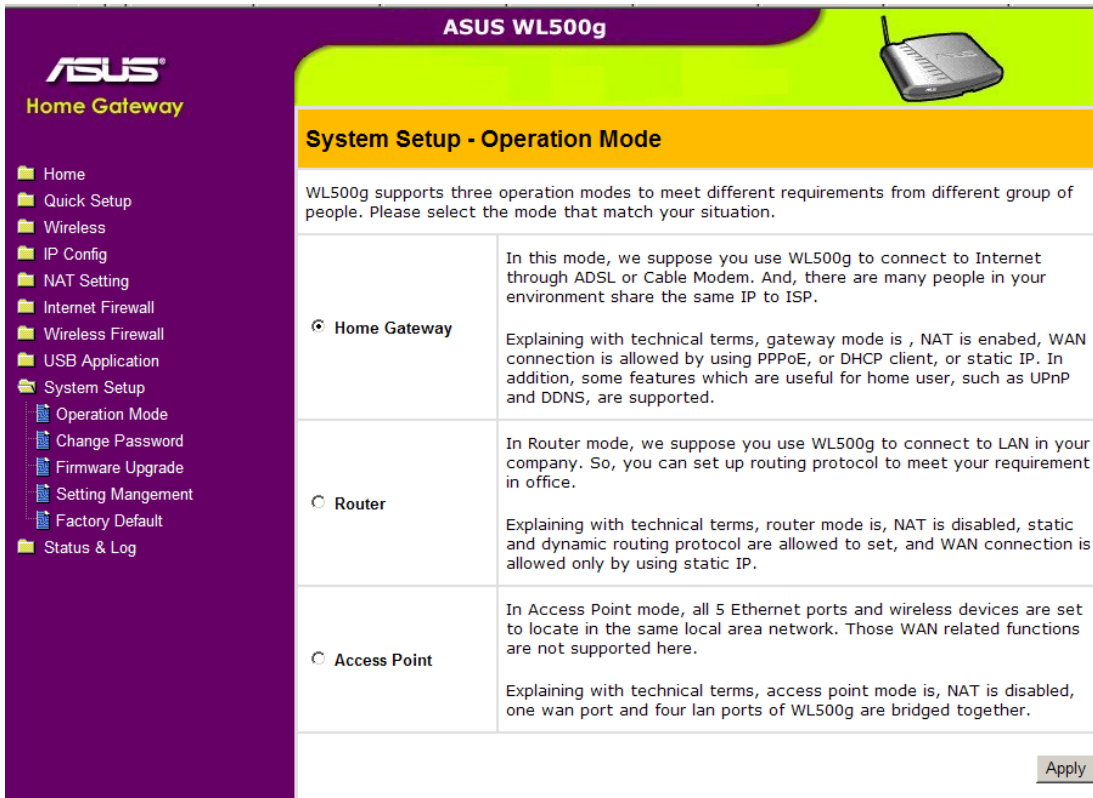 ASUS WL500g
ASUS
Home Gateway
Home
Quick Setup
Wireless
IP Config
NAT Setting
Internet Firewall
Wireless Firewall
USB Application
System Setup
Operation Mode
Change Password
Firmware Upgrade
Setting Mangement
Factory Default
Status & Log
System Setup - Operation Mode
WL500g supports three operation modes to meet different requirements from different group of
people. Please select the mode that match your situation.
Home Gateway
In this mode, we suppose you use WL500g to connect to Internet
through ADSL or Cable Modem. And, there are many people in your
environment share the same IP to ISP.
Explaining with technical terms, gateway mode is , NAT is enabed, WAN
connection is allowed by using PPPoE, or DHCP client, or static IP. In
addition, some features which are useful for home user, such as UPnP
and DDNS, are supported.
Router
In Router mode, we suppose you use WL500g to connect to LAN in your
company. So, you can set up routing protocol to meet your requirement
in office.
Explaining with technical terms, router mode is, NAT is disabled, static
and dynamic routing protocol are allowed to set, and WAN connection is
allowed only by using static IP.
Access Point
In Access Point mode, all 5 Ethernet ports and wireless devices are set
to locate in the same local area network. Those WAN related functions
are not supported here.
Explaining with technical terms, access point mode is, NAT is disabled,
one wan port and four lan ports of WL500g are bridged together.
Apply